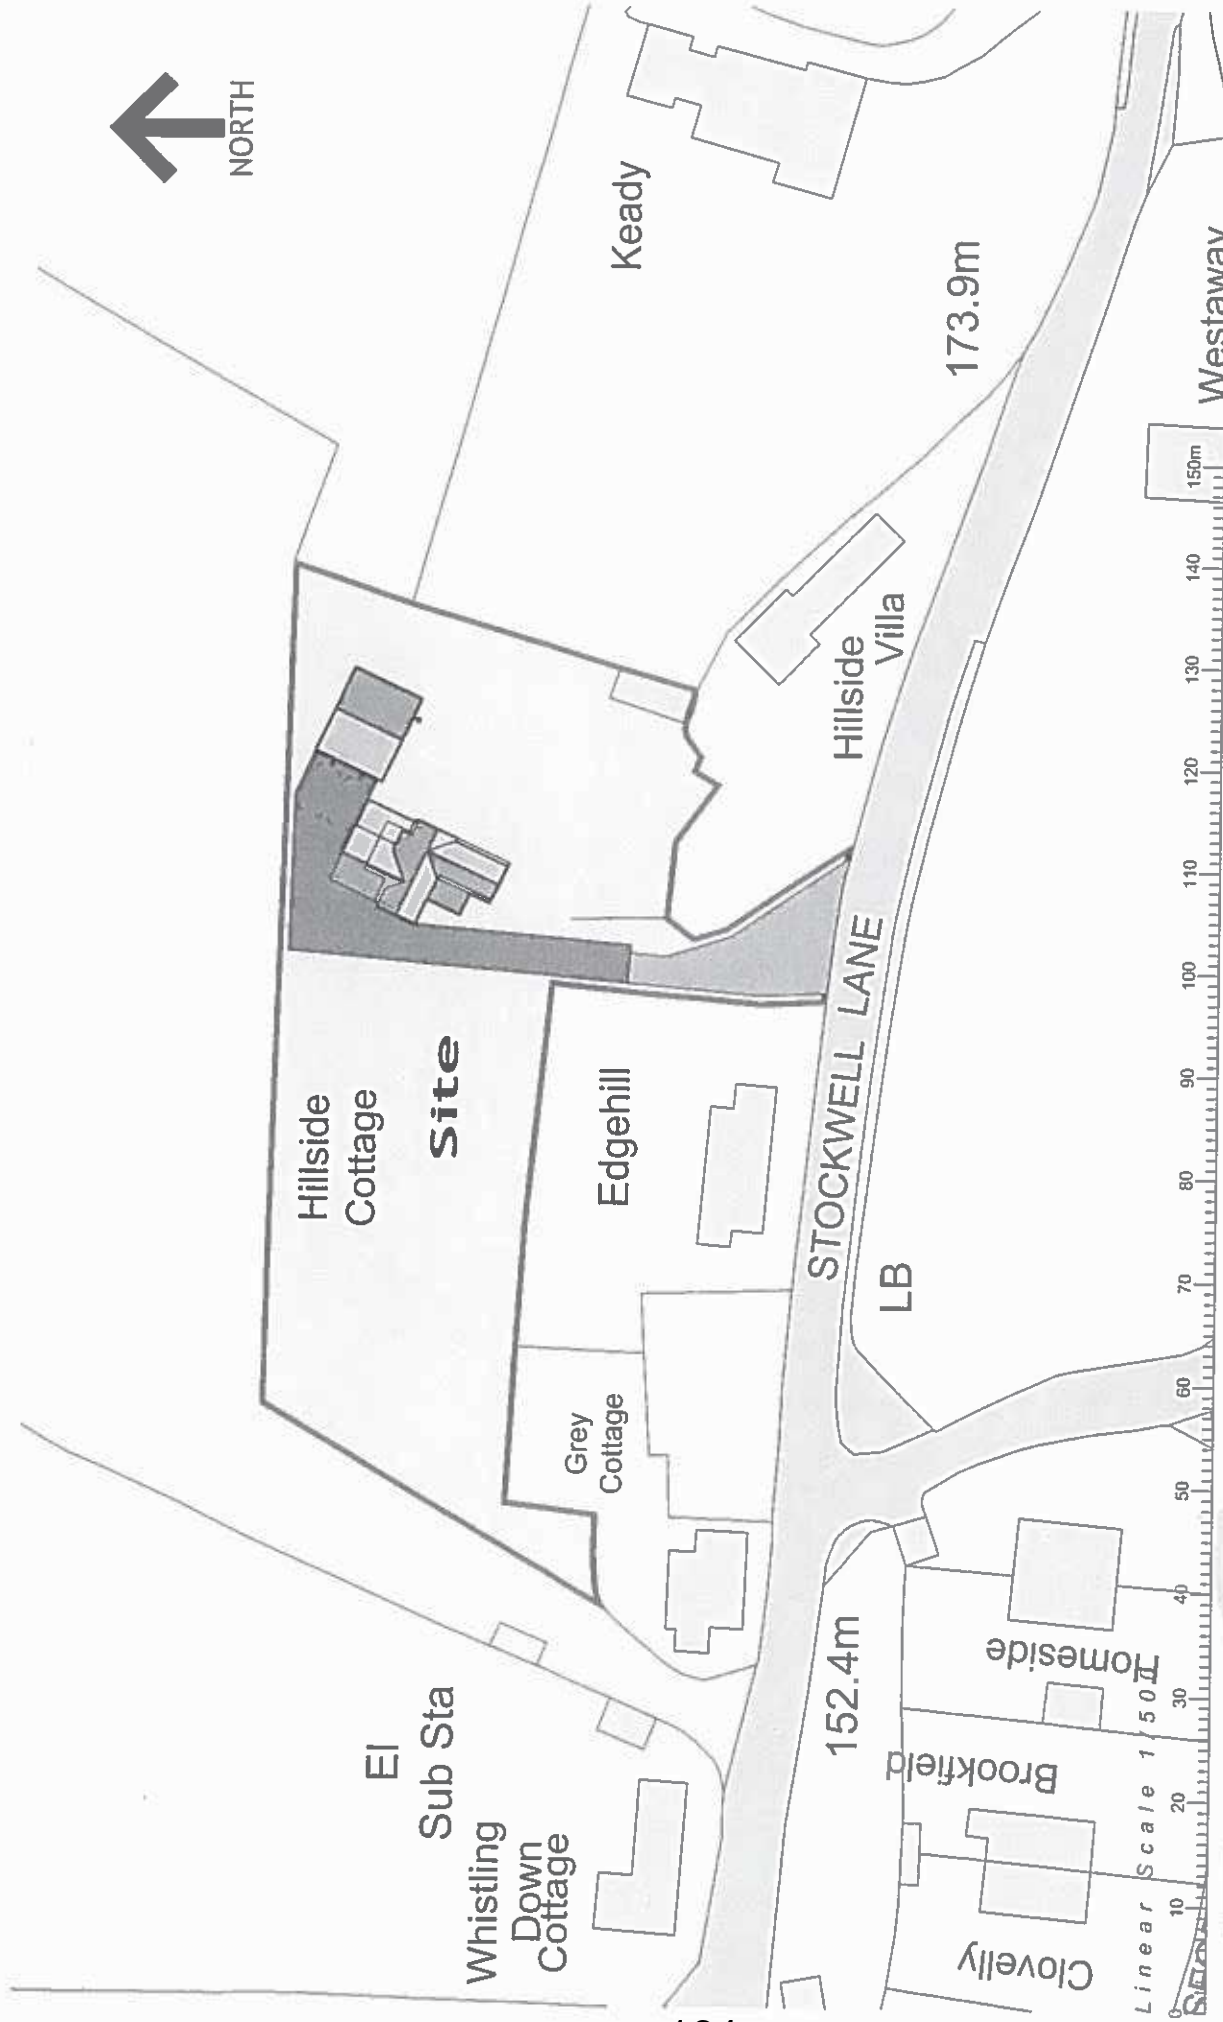 NORTH
Keady
173.9m
Westaway
Hillside
Villa
Hillside
Cottage
Site
Edgehill
STOCKWELL LANE
LB
Grey
Cottage
El
Sub Sta
Whistling
Down
Cottage
152.4m
Homeside
Brookfield
Clovelly
Linear Scale 1/500
0 10 20 30 40 50 60 70 80 90 100 110 120 130 140 150m